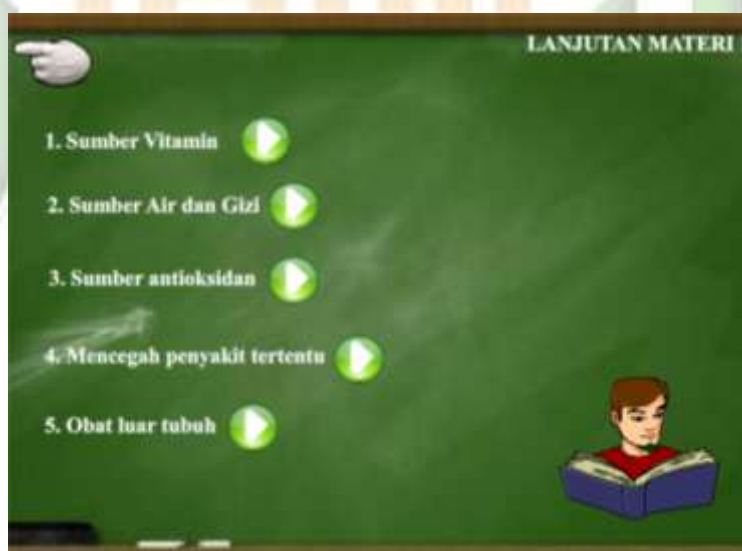 LANJUTAN MATERI
1. Sumber Vitamin
2. Sumber Air dan Gizi
3. Sumber antioksidan
4. Mencegah penyakit tertentu
5. Obat luar tubuh